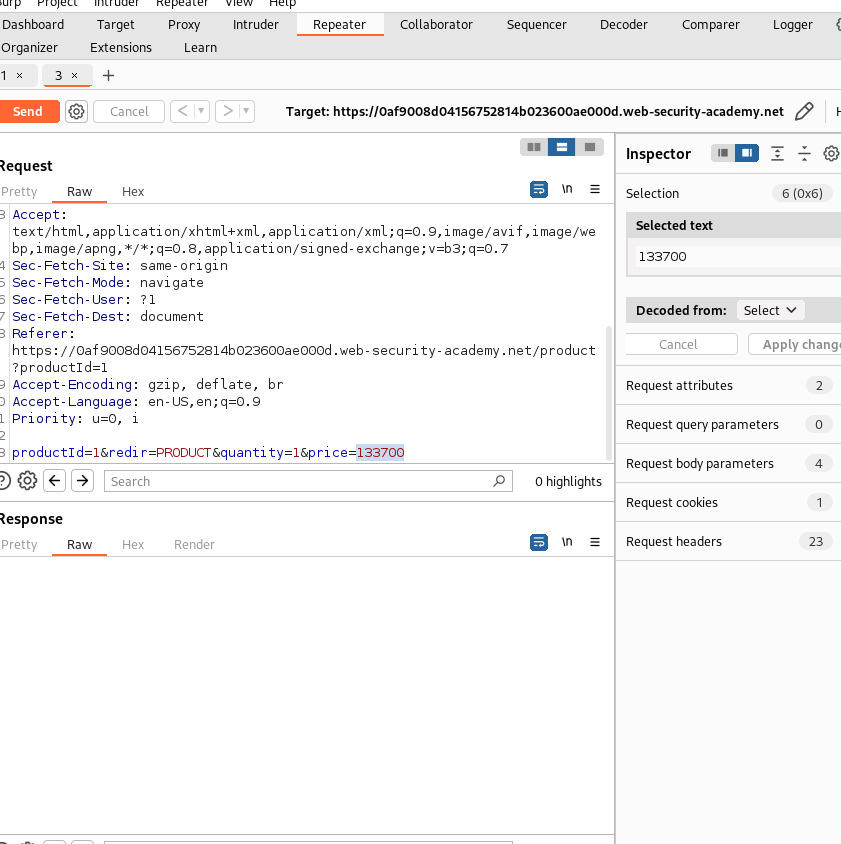 Burp Project Intruder Repeater View Help
Dashboard Target Proxy Intruder Repeater Collaborator Sequencer Decoder Comparer Logger
Organizer Extensions Learn
1 × 3 × +
Send Cancel < > Target: https://0af9008d04156752814b023600ae000d.web-security-academy.net H
Request
Pretty Raw Hex \n
3 Accept:
text/html,application/xhtml+xml,application/xml;q=0.9,image/avif,image/we
bp,image/apng,*/*;q=0.8,application/signed-exchange;v=b3;q=0.7
4 Sec-Fetch-Site: same-origin
5 Sec-Fetch-Mode: navigate
6 Sec-Fetch-User: ?1
7 Sec-Fetch-Dest: document
8 Referer:
https://0af9008d04156752814b023600ae000d.web-security-academy.net/product
?productId=1
9 Accept-Encoding: gzip, deflate, br
0 Accept-Language: en-US,en;q=0.9
1 Priority: u=0, i
2
3 productId=1&redir=PRODUCT&quantity=1&price=133700
Search 0 highlights
Response
Pretty Raw Hex Render \n
Inspector
Selection 6 (0x6)
Selected text
133700
Decoded from: Select
Cancel Apply change
Request attributes 2
Request query parameters 0
Request body parameters 4
Request cookies 1
Request headers 23